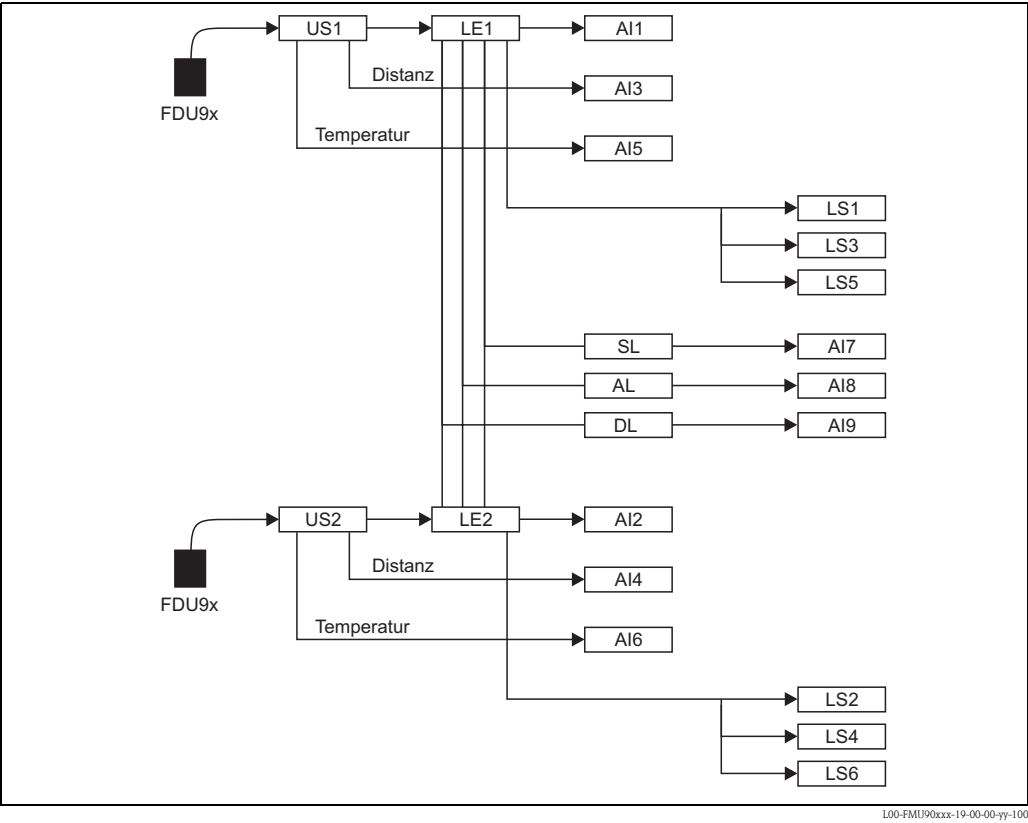 US1 LE1 AI1
Distanz AI3
FDU9x
Temperatur AI5
LS1
LS3
LS5
SL AI7
AL AI8
DL AI9
US2 LE2 AI2
Distanz AI4
FDU9x
Temperatur AI6
LS2
LS4
LS6
L00-FMU90xxx-19-00-00-yy-100